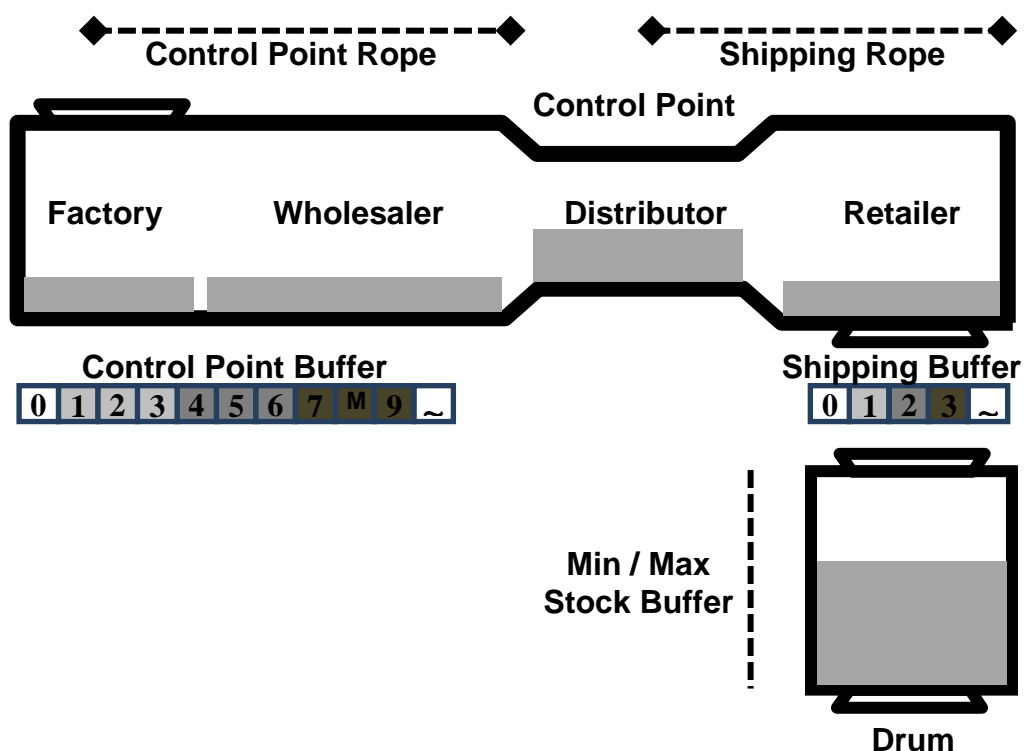 Control Point Rope
Shipping Rope
Control Point
Factory
Wholesaler
Distributor
Retailer
Control Point Buffer
Shipping Buffer
0 1 2 3 4 5 6 7 M 9 ~
0 1 2 3 ~
Min / Max
Stock Buffer
Drum